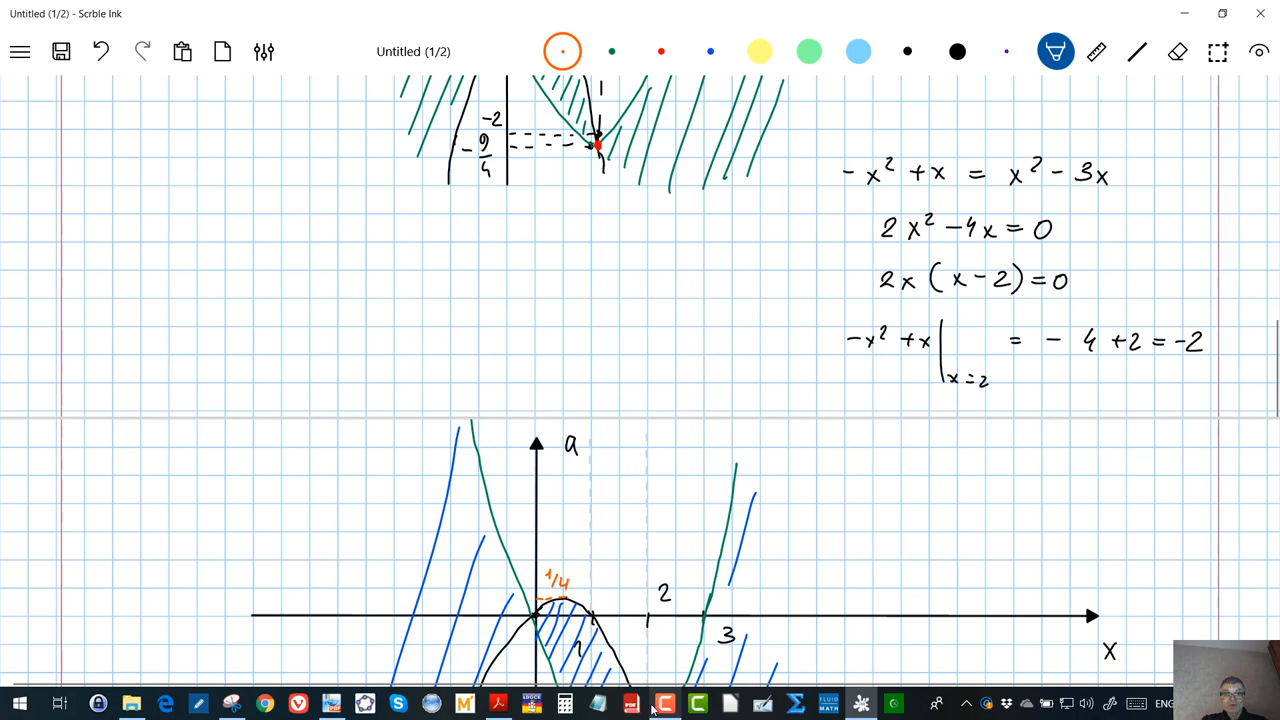 Untitled (1/2) - Scrble Ink
Untitled (1/2)
1
-2
- 9/4
-x² + x = x² - 3x
2x² - 4x = 0
2x (x - 2) = 0
-x² + x | x=2 = - 4 + 2 = -2
a
1/4
2
1
3
x
ENG